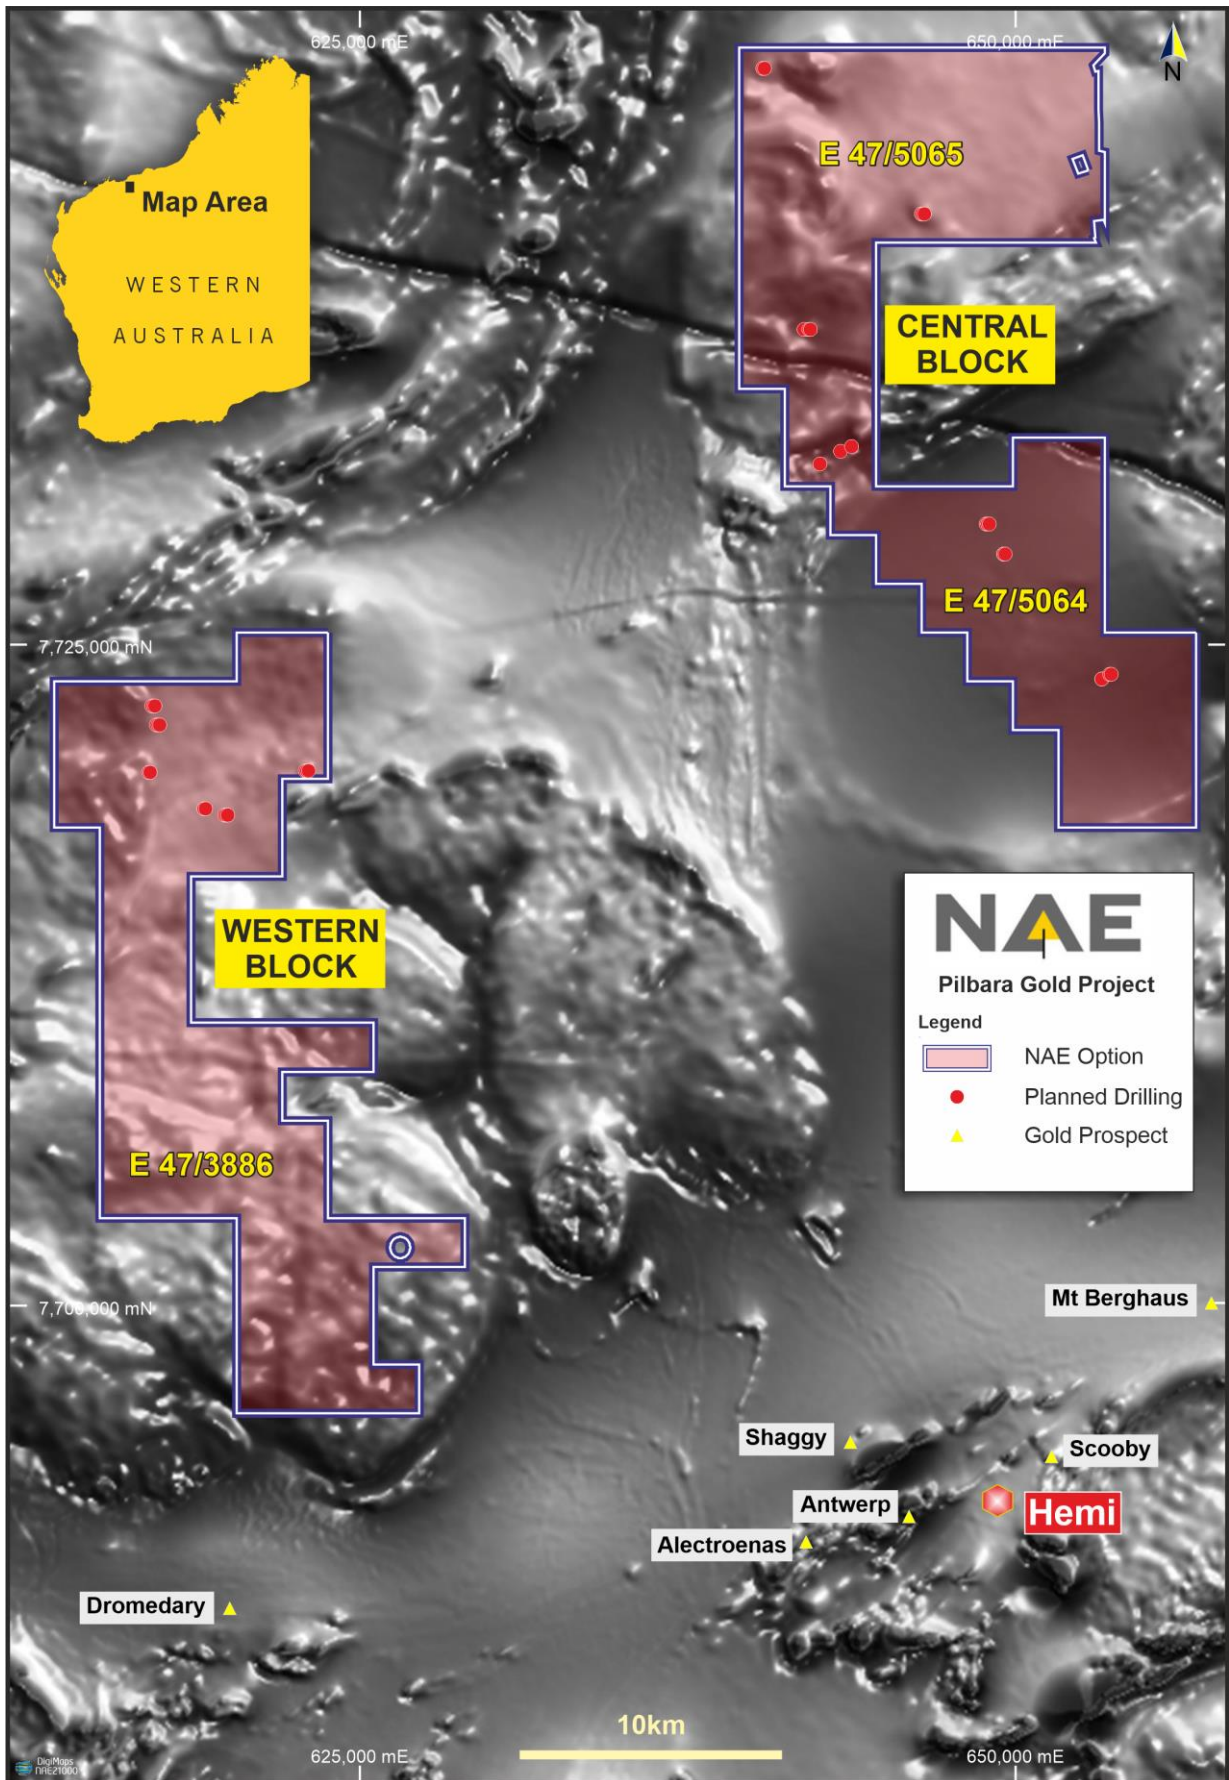 625,000 mE
650,000 mE
N
Map Area
WESTERN
AUSTRALIA
E 47/5065
CENTRAL
BLOCK
E 47/5064
7,725,000 mN
WESTERN
BLOCK
E 47/3886
NAE
Pilbara Gold Project
Legend
NAE Option
Planned Drilling
Gold Prospect
7,700,000 mN
Mt Berghaus
Shaggy
Scooby
Antwerp
Hemi
Alectroenas
Dromedary
10km
DigiMaps
NAE21000
625,000 mE
650,000 mE